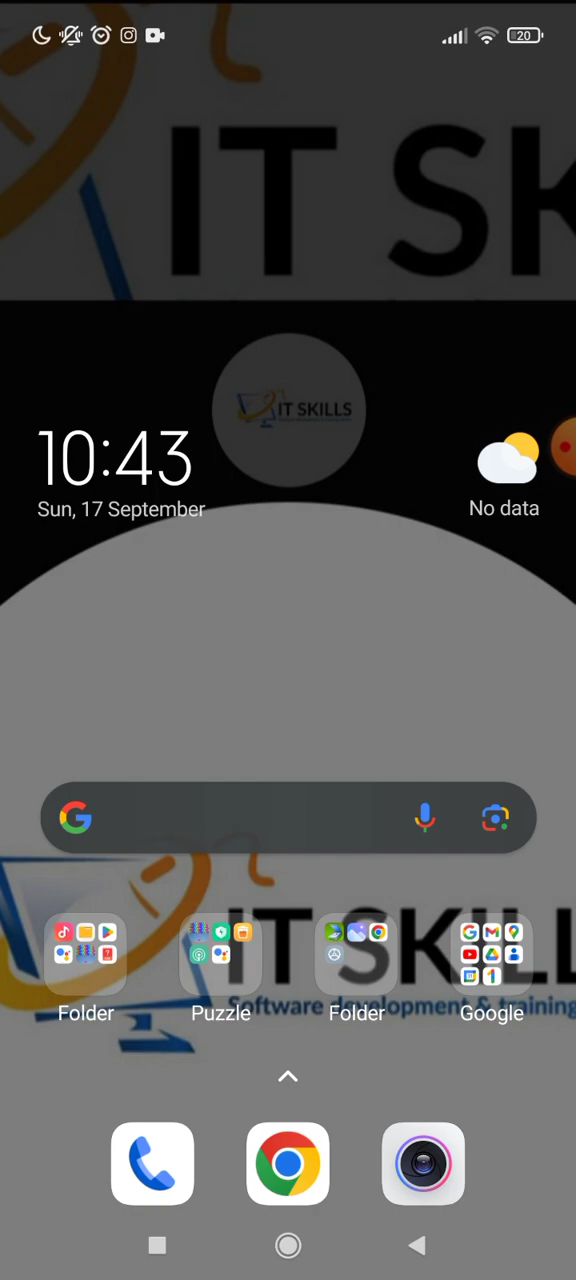 20
IT SK
IT SKILLS
10:43
Sun, 17 September
No data
IT SKILL
Software development & training
Folder
Puzzle
Folder
Google